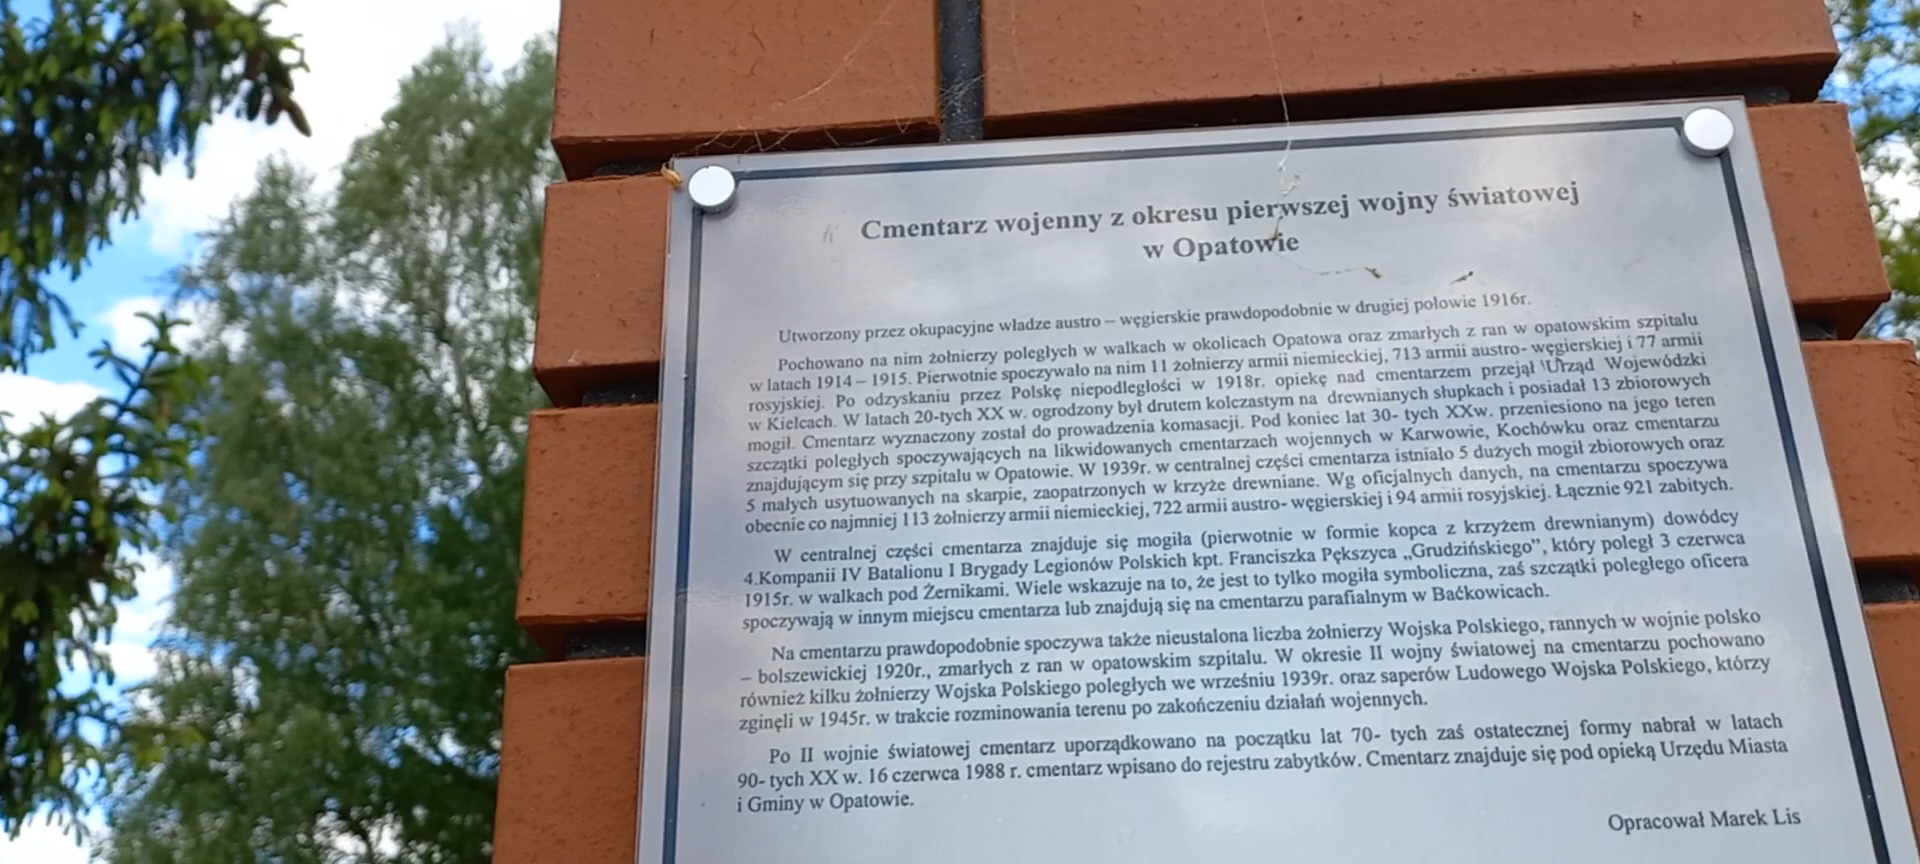 Cmentarz wojenny z okresu pierwszej wojny światowej
w Opatowie
Utworzony przez okupacyjne władze austro – węgierskie prawdopodobnie w drugiej połowie 1916r.
Pochowano na nim żołnierzy poległych w walkach w okolicach Opatowa oraz zmarłych z ran w opatowskim szpitalu
w latach 1914 – 1915. Pierwotnie spoczywało na nim 11 żołnierzy armii niemieckiej, 713 armii austro- węgierskiej i 77 armii
rosyjskiej. Po odzyskaniu przez Polskę niepodległości w 1918r. opiekę nad cmentarzem przejął Urząd Wojewódzki
w Kielcach. W latach 20-tych XX w. ogrodzony był drutem kolczastym na drewnianych słupkach i posiadał 13 zbiorowych
mogił. Cmentarz wyznaczony został do prowadzenia komasacji. Pod koniec lat 30- tych XXw. przeniesiono na jego teren
szczątki poległych spoczywających na likwidowanych cmentarzach wojennych w Karwowie, Kochówku oraz cmentarzu
znajdującym się przy szpitalu w Opatowie. W 1939r. w centralnej części cmentarza istniało 5 dużych mogił zbiorowych oraz
5 małych usytuowanych na skarpie, zaopatrzonych w krzyże drewniane. Wg oficjalnych danych, na cmentarzu spoczywa
obecnie co najmniej 113 żołnierzy armii niemieckiej, 722 armii austro- węgierskiej i 94 armii rosyjskiej. Łącznie 921 zabitych.
W centralnej części cmentarza znajduje się mogiła (pierwotnie w formie kopca z krzyżem drewnianym) dowódcy
4.Kompanii IV Batalionu I Brygady Legionów Polskich kpt. Franciszka Pększyca „Grudzińskiego”, który poległ 3 czerwca
1915r. w walkach pod Żernikami. Wiele wskazuje na to, że jest to tylko mogiła symboliczna, zaś szczątki poległego oficera
spoczywają w innym miejscu cmentarza lub znajdują się na cmentarzu parafialnym w Baćkowicach.
Na cmentarzu prawdopodobnie spoczywa także nieustalona liczba żołnierzy Wojska Polskiego, rannych w wojnie polsko
– bolszewickiej 1920r., zmarłych z ran w opatowskim szpitalu. W okresie II wojny światowej na cmentarzu pochowano
również kilku żołnierzy Wojska Polskiego poległych we wrześniu 1939r. oraz saperów Ludowego Wojska Polskiego, którzy
zginęli w 1945r. w trakcie rozminowania terenu po zakończeniu działań wojennych.
Po II wojnie światowej cmentarz uporządkowano na początku lat 70- tych zaś ostatecznej formy nabrał w latach
90- tych XX w. 16 czerwca 1988 r. cmentarz wpisano do rejestru zabytków. Cmentarz znajduje się pod opieką Urzędu Miasta
i Gminy w Opatowie.
Opracował Marek Lis